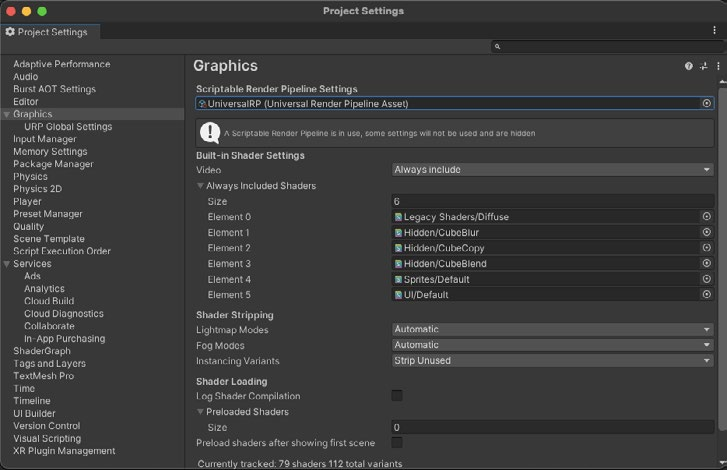 Project Settings
Project Settings
Adaptive Performance
Audio
Burst AOT Settings
Editor
Graphics
URP Global Settings
Input Manager
Memory Settings
Package Manager
Physics
Physics 2D
Player
Preset Manager
Quality
Scene Template
Script Execution Order
Services
Ads
Analytics
Cloud Build
Cloud Diagnostics
Collaborate
In-App Purchasing
ShaderGraph
Tags and Layers
TextMesh Pro
Time
Timeline
UI Builder
Version Control
Visual Scripting
XR Plugin Management
Graphics
Scriptable Render Pipeline Settings
UniversalRP (Universal Render Pipeline Asset)
A Scriptable Render Pipeline is in use, some settings will not be used and are hidden
Built-in Shader Settings
Video Always include
Always Included Shaders
Size 6
Element 0 Legacy Shaders/Diffuse
Element 1 Hidden/CubeBlur
Element 2 Hidden/CubeCopy
Element 3 Hidden/CubeBlend
Element 4 Sprites/Default
Element 5 UI/Default
Shader Stripping
Lightmap Modes Automatic
Fog Modes Automatic
Instancing Variants Strip Unused
Shader Loading
Log Shader Compilation
Preloaded Shaders
Size 0
Preload shaders after showing first scene
Currently tracked: 79 shaders 112 total variants